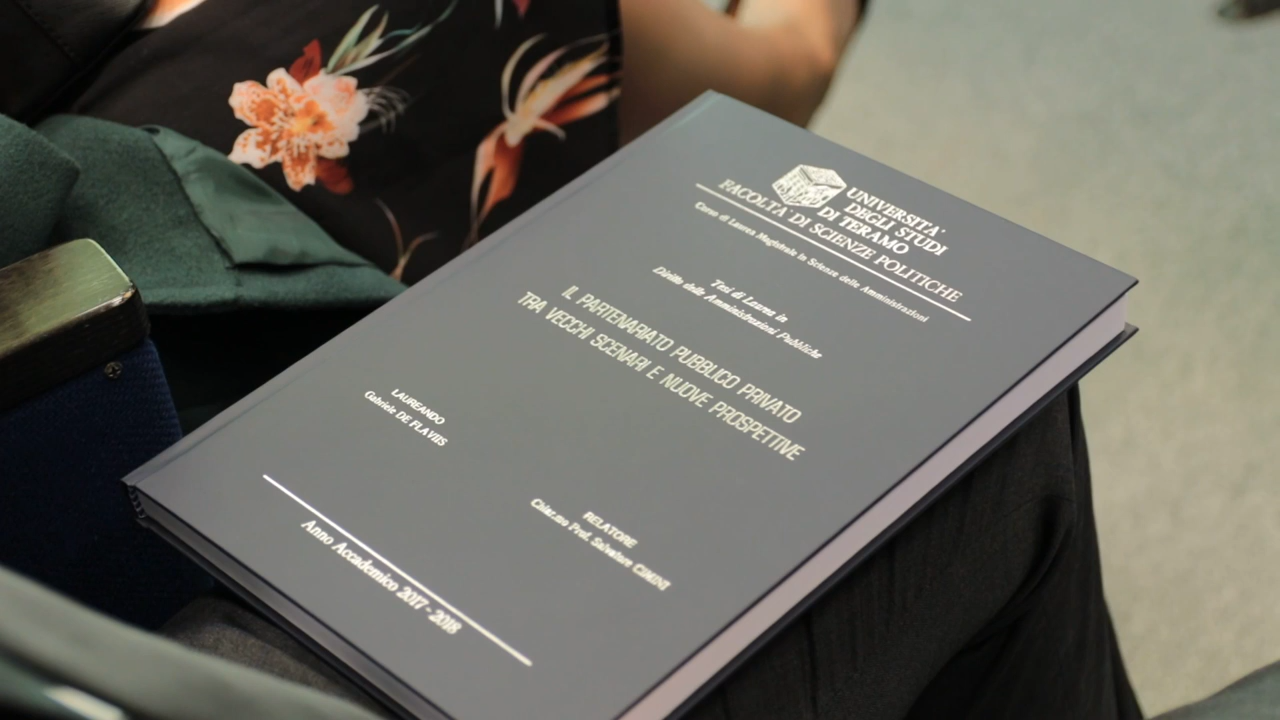 UNIVERSITA'
DEGLI STUDI
DI TERAMO
FACOLTA' DI SCIENZE POLITICHE
Corso di Laurea Magistrale in Scienze delle Amministrazioni
Tesi di Laurea in
Diritto delle Amministrazioni Pubbliche
IL PARTENARIATO PUBBLICO PRIVATO
TRA VECCHI SCENARI E NUOVE PROSPETTIVE
LAUREANDO
Gabriele DE FLAVIIS
RELATORE
Chiar.mo Prof. Salvatore CIMINI
Anno Accademico 2017 - 2018